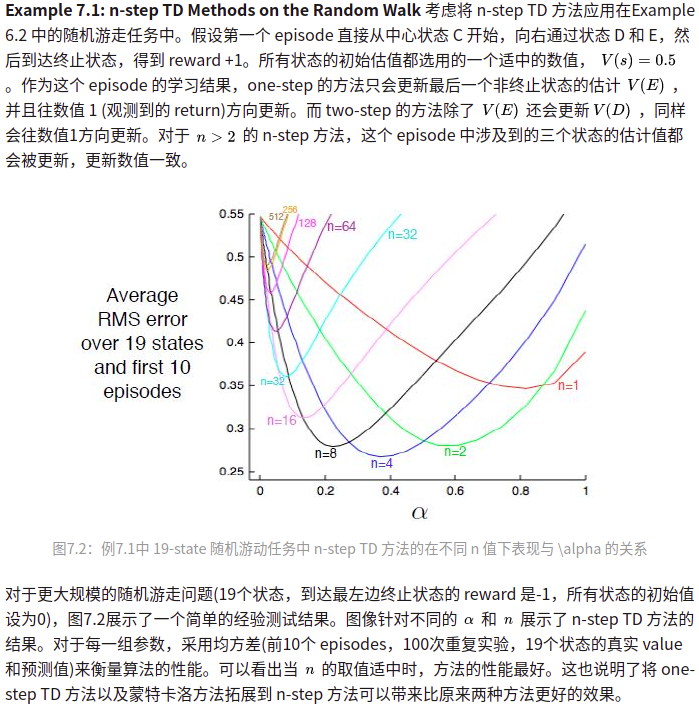 Example 7.1: n-step TD Methods on the Random Walk 考虑将 n-step TD 方法应用在Example
6.2 中的随机游走任务中。假设第一个 episode 直接从中心状态 C 开始，向右通过状态 D 和 E，然
后到达终止状态，得到 reward +1。所有状态的初始估值都选用的一个适中的数值， V(s) = 0.5
。作为这个 episode 的学习结果，one-step 的方法只会更新最后一个非终止状态的估计 V(E) ，
并且往数值 1 (观测到的 return)方向更新。而 two-step 的方法除了 V(E) 还会更新 V(D) ，同样
会往数值1方向更新。对于 n > 2 的 n-step 方法，这个 episode 中涉及到的三个状态的估计值都
会被更新，更新数值一致。
0.55
512
256
128
n=64
n=32
0.5
0.45
Average
RMS error
over 19 states
and first 10
episodes
0.4
0.35
n=32
n=1
n=16
0.3
n=8
n=4
n=2
0.25
0 0.2 0.4 0.6 0.8 1
α
图7.2：例7.1中 19-state 随机游动任务中 n-step TD 方法的在不同 n 值下表现与 \alpha 的关系
对于更大规模的随机游走问题(19个状态，到达最左边终止状态的 reward 是-1，所有状态的初始值
设为0)，图7.2展示了一个简单的经验测试结果。图像针对不同的 α 和 n 展示了 n-step TD 方法的
结果。对于每一组参数，采用均方差(前10个 episodes，100次重复实验，19个状态的真实 value
和预测值)来衡量算法的性能。可以看出当 n 的取值适中时，方法的性能最好。这也说明了将 one-
step TD 方法以及蒙特卡洛方法拓展到 n-step 方法可以带来比原来两种方法更好的效果。